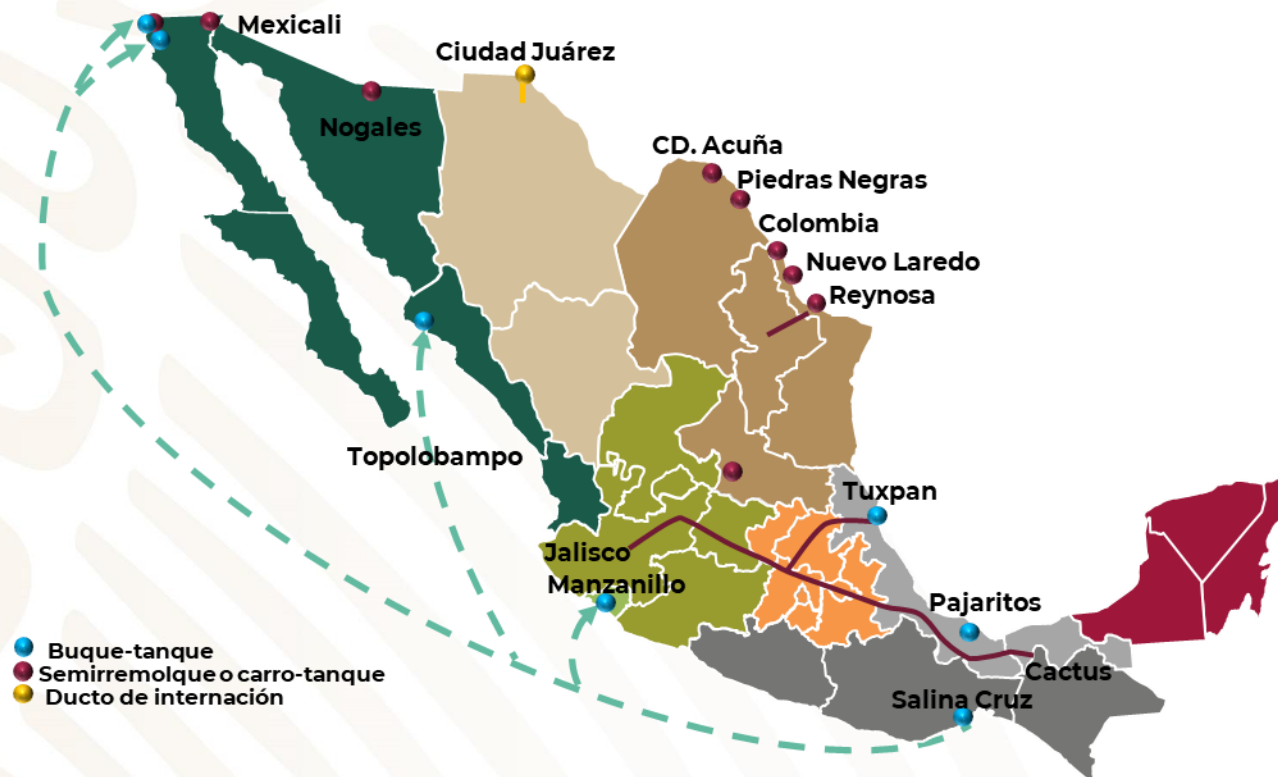 Mexicali
Ciudad Juárez
Nogales
CD. Acuña
Piedras Negras
Colombia
Nuevo Laredo
Reynosa
Topolobampo
Tuxpan
Jalisco
Manzanillo
Pajaritos
Cactus
Salina Cruz
Buque-tanque
Semirremolque o carro-tanque
Ducto de internación